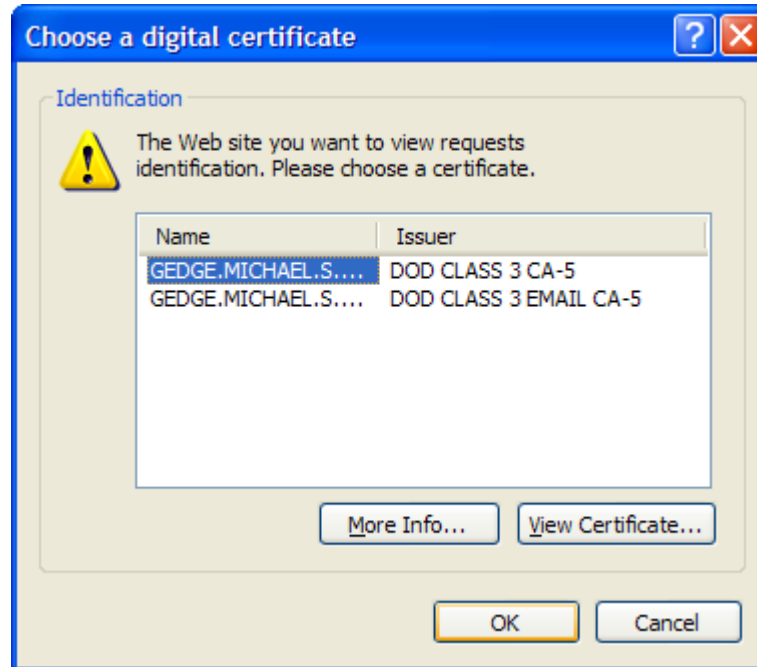 Choose a digital certificate
Identification
The Web site you want to view requests
identification. Please choose a certificate.
Name Issuer
GEDGE.MICHAEL.S.... DOD CLASS 3 CA-5
GEDGE.MICHAEL.S.... DOD CLASS 3 EMAIL CA-5
More Info... View Certificate...
OK Cancel